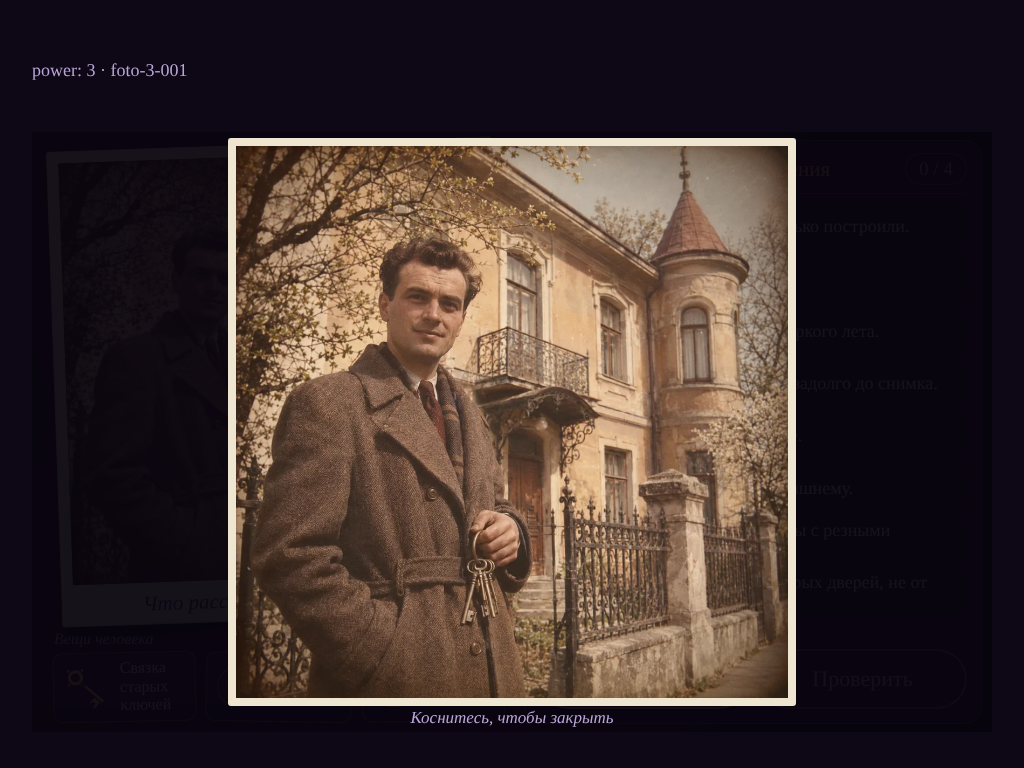 power: 3 · foto-3-001
ния
0 / 4
ько построили.
ркого лета.
задолго до снимка.
шнему.
ы с резными
рых дверей, не от
Что расс
Вещи человека
Связка
старых
ключей
Проверить
Коснитесь, чтобы закрыть